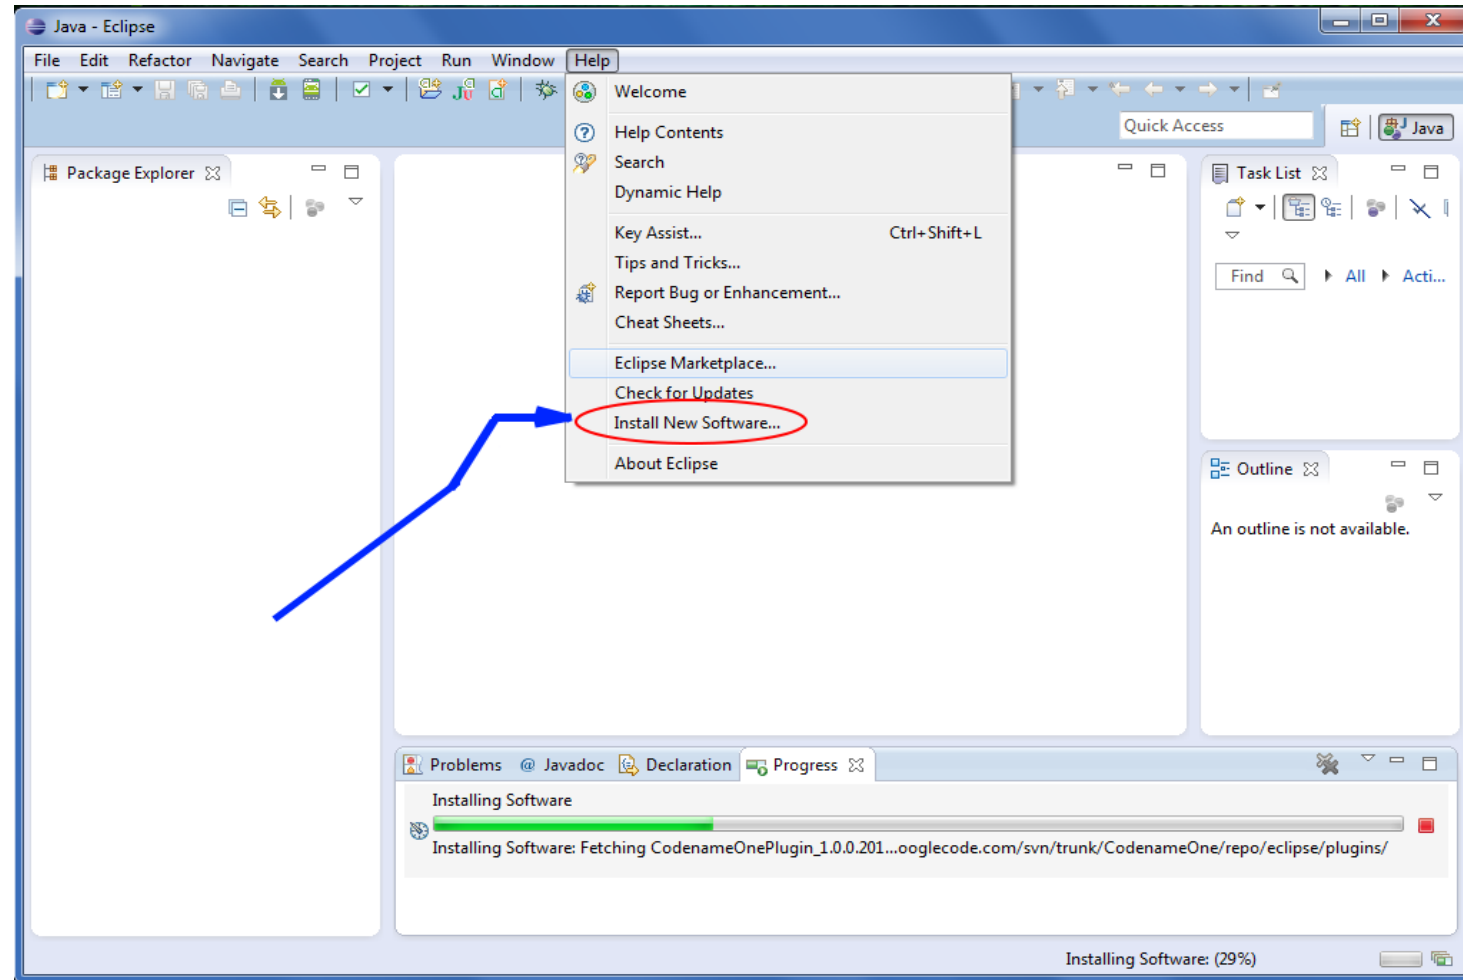 Java - Eclipse
File Edit Refactor Navigate Search Project Run Window Help
Welcome
Help Contents
Search
Dynamic Help
Key Assist... Ctrl+Shift+L
Tips and Tricks...
Report Bug or Enhancement...
Cheat Sheets...
Eclipse Marketplace...
Check for Updates
Install New Software...
About Eclipse
Quick Access
Java
Package Explorer
Task List
Find All Acti...
Outline
An outline is not available.
Problems @ Javadoc Declaration Progress
Installing Software
Installing Software: Fetching CodenameOnePlugin_1.0.0.201...ooglecode.com/svn/trunk/CodenameOne/repo/eclipse/plugins/
Installing Software: (29%)